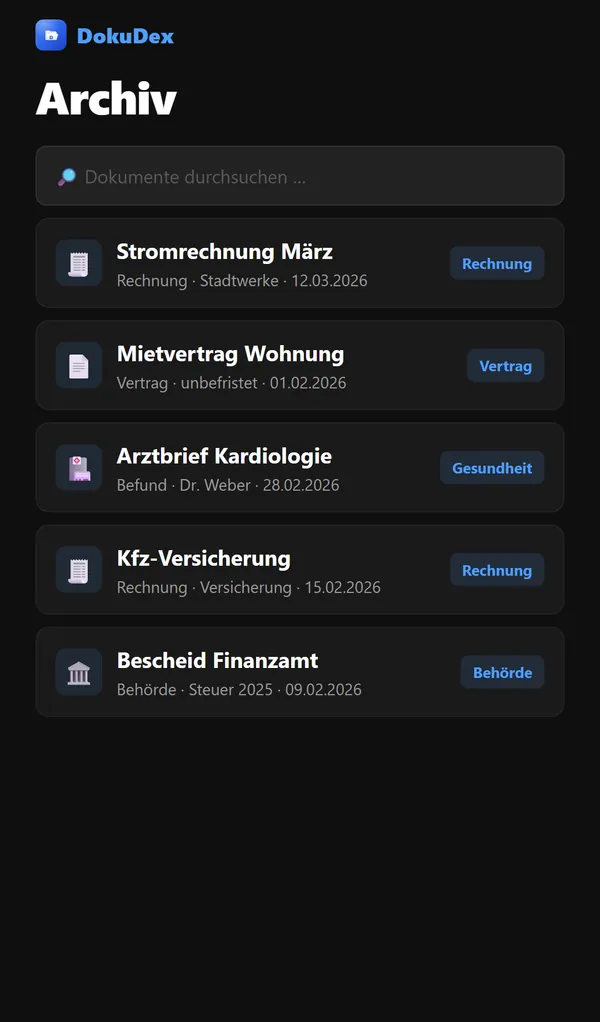 DokuDex
Archiv
Dokumente durchsuchen ...
Stromrechnung März
Rechnung · Stadtwerke · 12.03.2026
Rechnung
Mietvertrag Wohnung
Vertrag · unbefristet · 01.02.2026
Vertrag
Arztbrief Kardiologie
Befund · Dr. Weber · 28.02.2026
Gesundheit
Kfz-Versicherung
Rechnung · Versicherung · 15.02.2026
Rechnung
Bescheid Finanzamt
Behörde · Steuer 2025 · 09.02.2026
Behörde